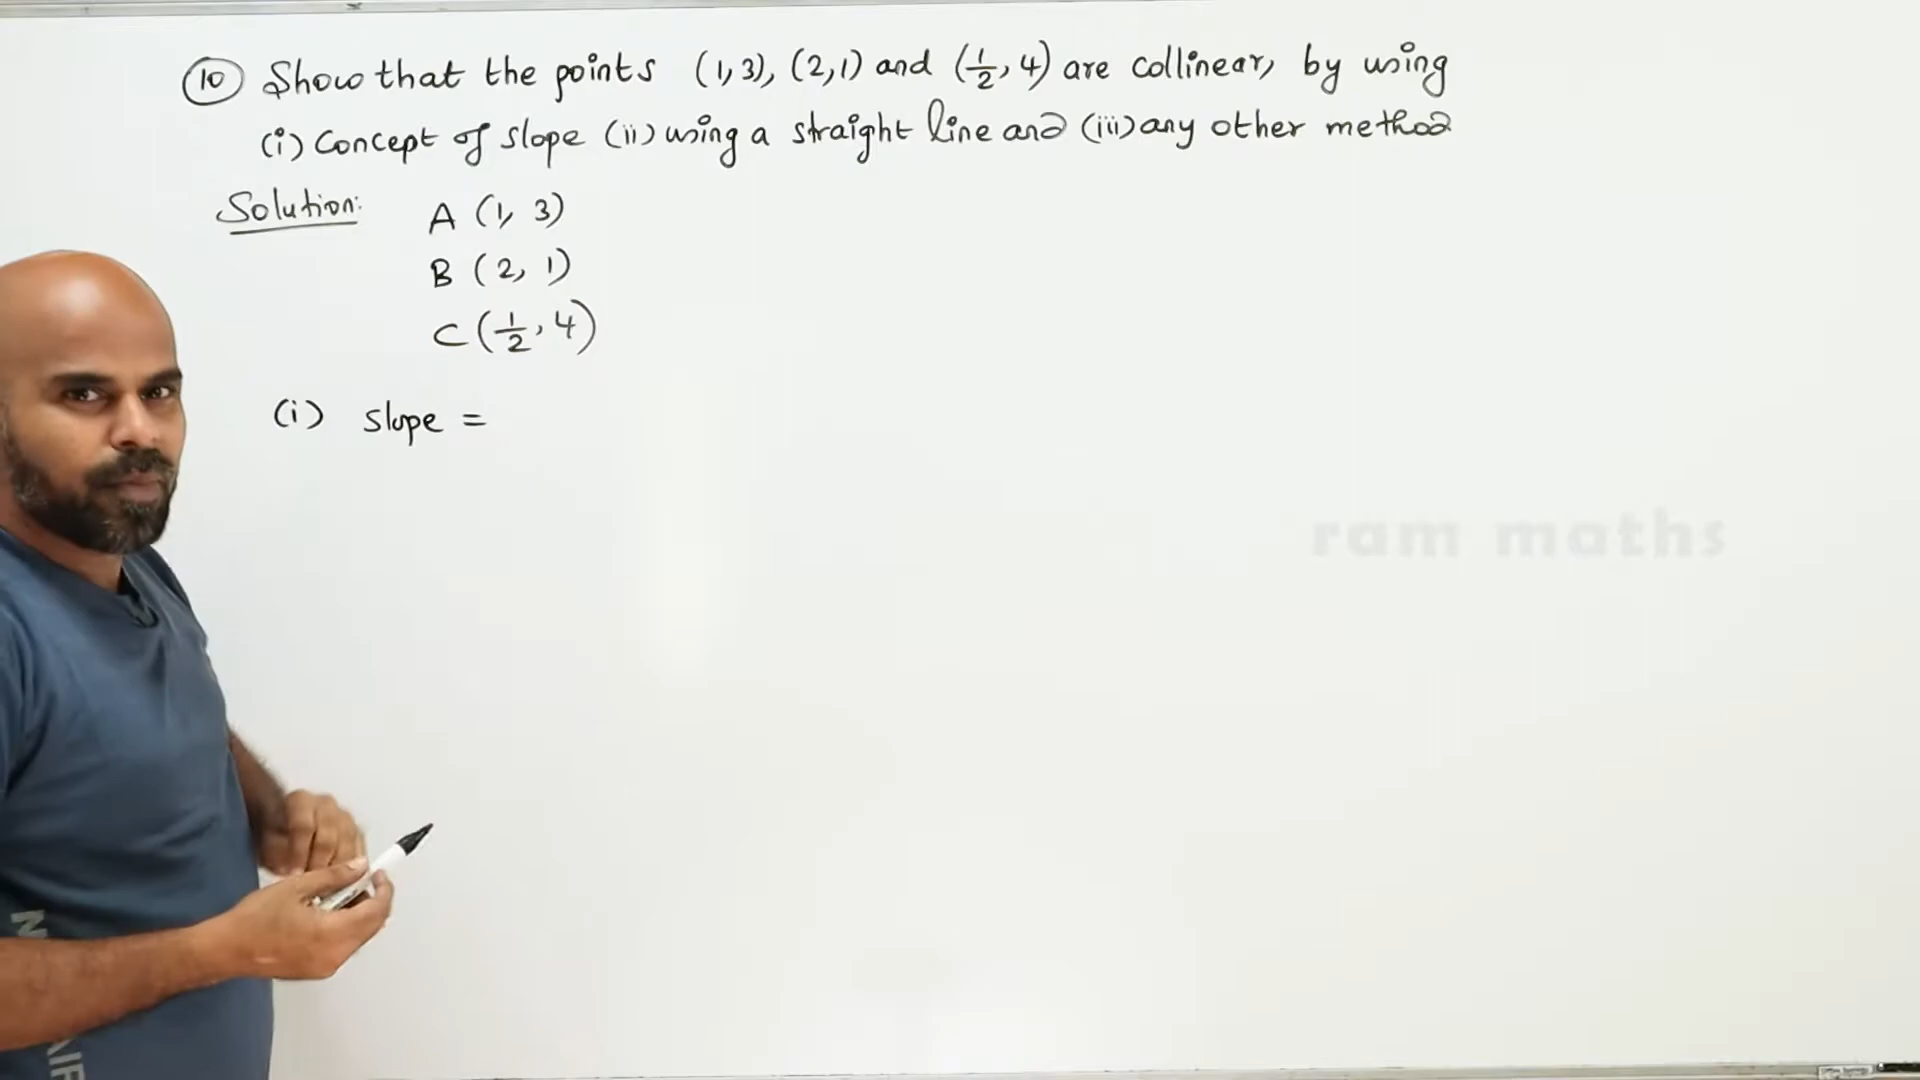 10 Show that the points (1,3), (2,1) and (1/2, 4) are collinear, by using
(i) Concept of slope (ii) using a straight line and (iii) any other method
Solution:
A (1, 3)
B (2, 1)
C (1/2, 4)
(i) slope =
ram maths